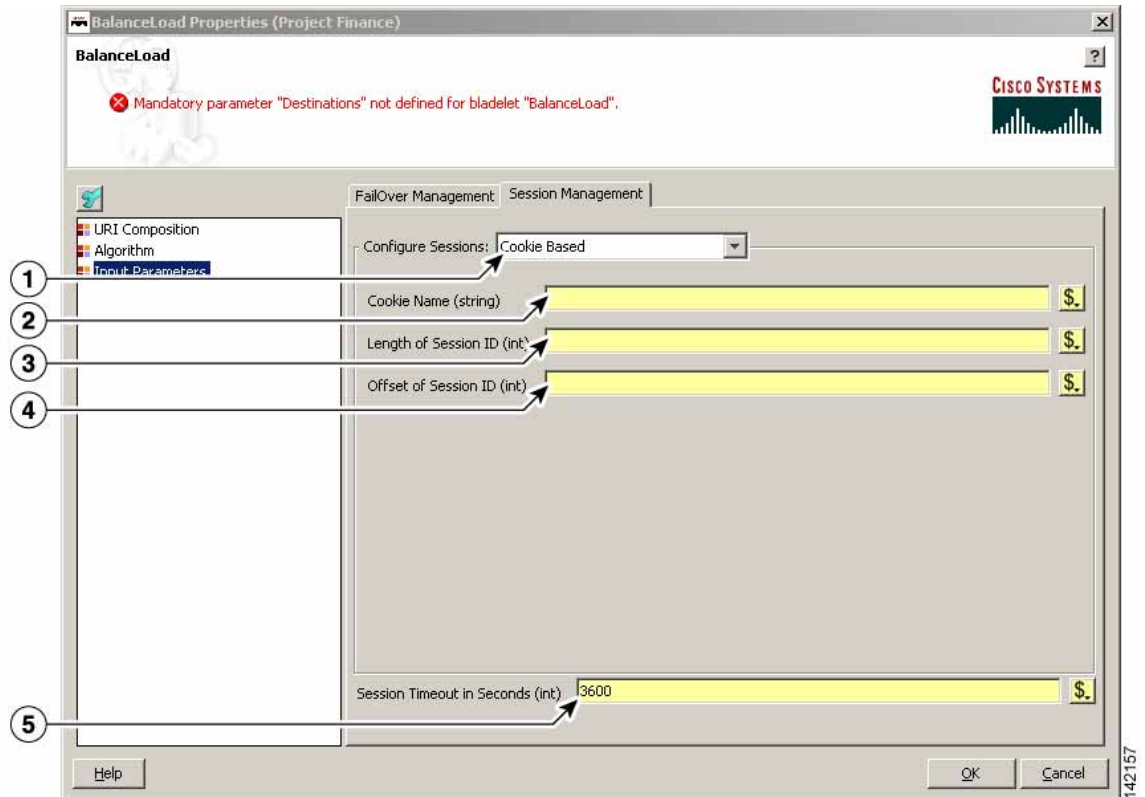 BalanceLoad Properties (Project Finance)
BalanceLoad
?
Mandatory parameter "Destinations" not defined for bladelet "BalanceLoad".
CISCO SYSTEMS
FailOver Management Session Management
URI Composition
Algorithm
Input Parameters
Configure Sessions: Cookie Based
1
Cookie Name (string) $
2
Length of Session ID (int) $
3
Offset of Session ID (int) $
4
Session Timeout in Seconds (int) 3600 $
5
Help OK Cancel
142157